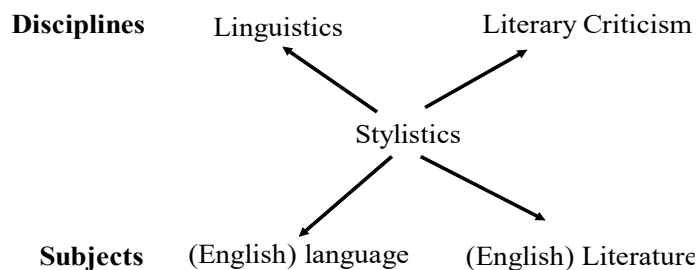 Disciplines Linguistics Literary Criticism
Stylistics
Subjects (English) language (English) Literature